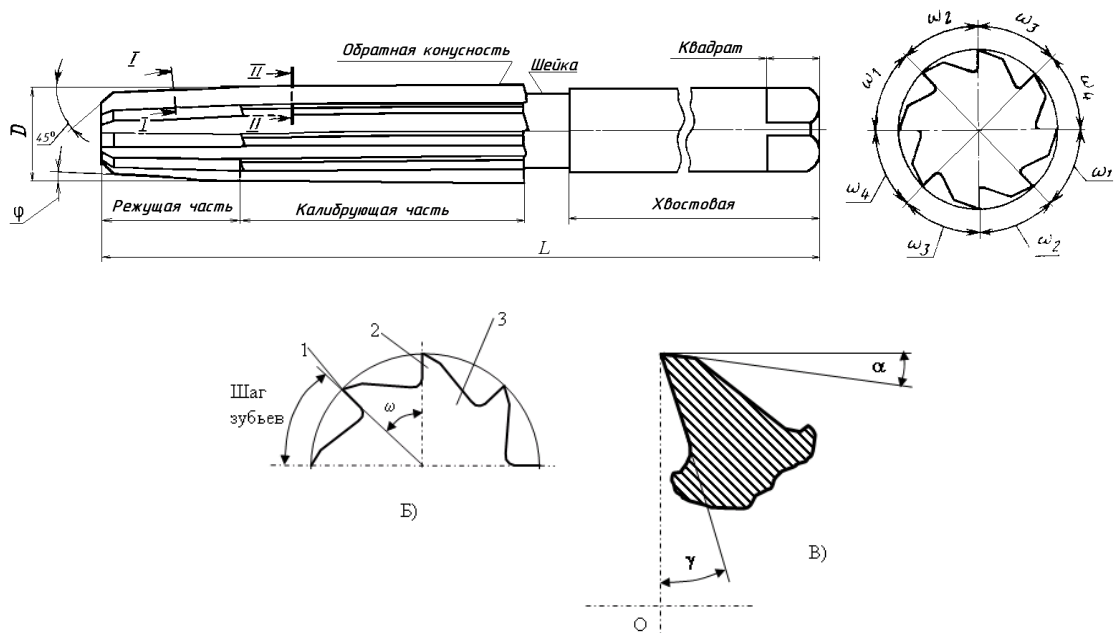 I
II
Обратная конусность
Шейка
Квадрат
D
45°
φ
I
II
Режущая часть
Калибрующая часть
Хвостовая
L
ω2
ω3
ω1
ω4
ω4
ω1
ω3
ω2
1
2
3
Шаг
зубьев
ω
Б)
α
γ
В)
О